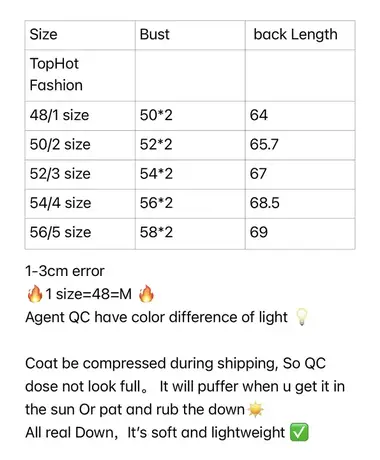 Size Bust back Length
TopHot
Fashion
48/1 size 50*2 64
50/2 size 52*2 65.7
52/3 size 54*2 67
54/4 size 56*2 68.5
56/5 size 58*2 69
1-3cm error
🔥1 size=48=M 🔥
Agent QC have color difference of light 💡
Coat be compressed during shipping, So QC
dose not look full。 It will puffer when u get it in
the sun Or pat and rub the down☀️
All real Down， It’s soft and lightweight ✅